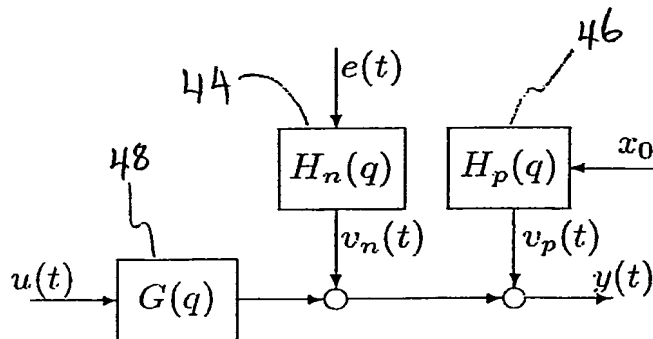 46
44
e(t)
48
H_n(q)
H_p(q)
x_0
v_n(t)
v_p(t)
u(t)
G(q)
y(t)